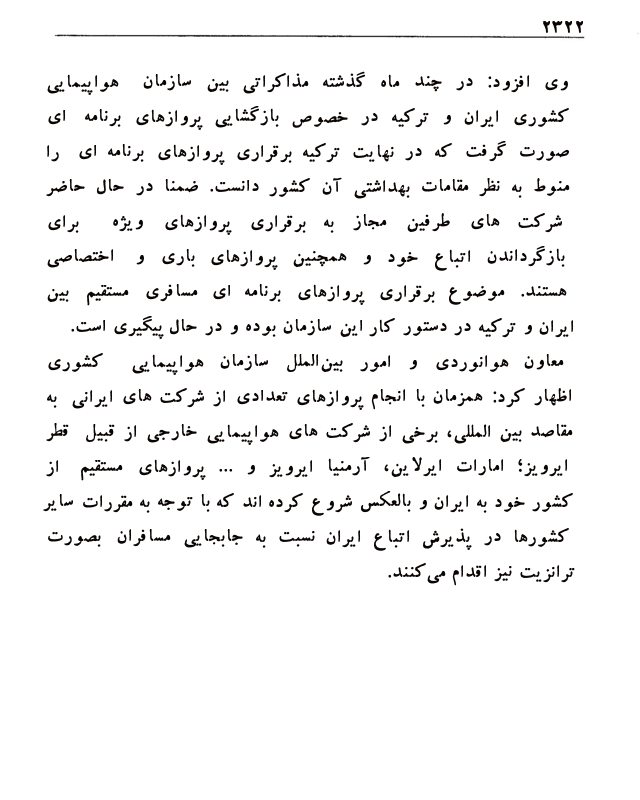 ۲۳۲۲
وی افزود: در چند ماه گذشته مذاکراتی بین سازمان هواپیمایی
کشوری ایران و ترکیه در خصوص بازگشایی پروازهای برنامه ای
صورت گرفت که در نهایت ترکیه برقراری پروازهای برنامه ای را
منوط به نظر مقامات بهداشتی آن کشور دانست. ضمنا در حال حاضر
شرکت های طرفین مجاز به برقراری پروازهای ویژه برای
بازگرداندن اتباع خود و همچنین پروازهای باری و اختصاصی
هستند. موضوع برقراری پروازهای برنامه ای مسافری مستقیم بین
ایران و ترکیه در دستور کار این سازمان بوده و در حال پیگیری است.
معاون هوانوردی و امور بین‌الملل سازمان هواپیمایی کشوری
اظهار کرد: همزمان با انجام پروازهای تعدادی از شرکت های ایرانی به
مقاصد بین المللی، برخی از شرکت های هواپیمایی خارجی از قبیل قطر
ایرویز؛ امارات ایرلاین، آرمنیا ایرویز و ... پروازهای مستقیم از
کشور خود به ایران و بالعکس شروع کرده اند که با توجه به مقررات سایر
کشورها در پذیرش اتباع ایران نسبت به جابجایی مسافران بصورت
ترانزیت نیز اقدام می‌کنند.